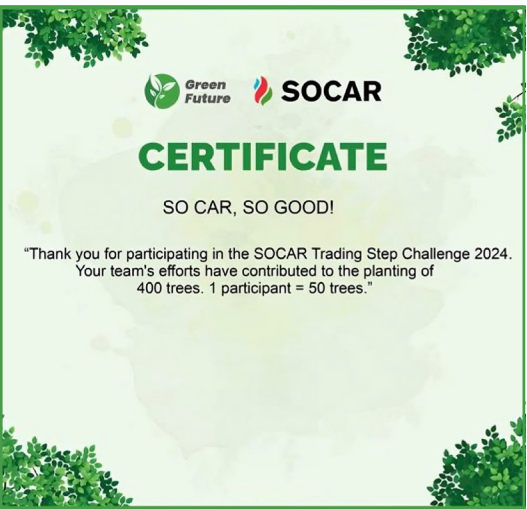 Green
Future
SOCAR
CERTIFICATE
SO CAR, SO GOOD!
“Thank you for participating in the SOCAR Trading Step Challenge 2024.
Your team's efforts have contributed to the planting of
400 trees. 1 participant = 50 trees.”